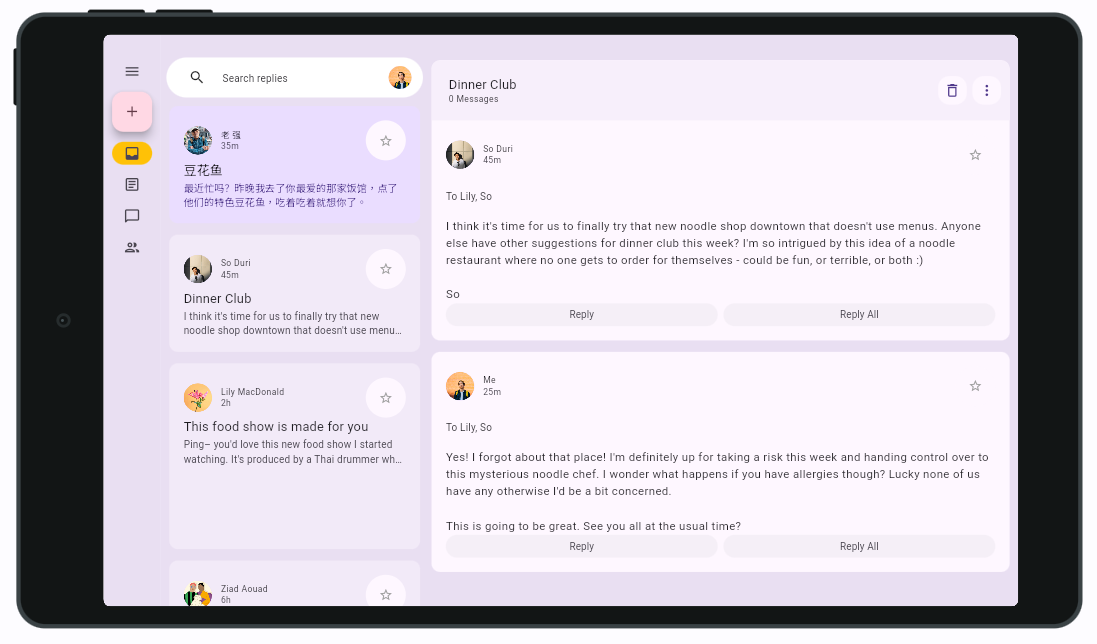 Search replies
老 强
35m
豆花鱼
最近忙吗？昨晚我去了你最爱的那家饭馆，点了
他们的特色豆花鱼，吃着吃着就想你了。
So Duri
45m
Dinner Club
I think it's time for us to finally try that new
noodle shop downtown that doesn't use menu…
Lily MacDonald
2h
This food show is made for you
Ping– you'd love this new food show I started
watching. It's produced by a Thai drummer wh…
Ziad Aouad
6h
Dinner Club
0 Messages
So Duri
45m
To Lily, So
I think it's time for us to finally try that new noodle shop downtown that doesn't use menus. Anyone
else have other suggestions for dinner club this week? I'm so intrigued by this idea of a noodle
restaurant where no one gets to order for themselves - could be fun, or terrible, or both :)
So
Reply
Reply All
Me
25m
To Lily, So
Yes! I forgot about that place! I'm definitely up for taking a risk this week and handing control over to
this mysterious noodle chef. I wonder what happens if you have allergies though? Lucky none of us
have any otherwise I'd be a bit concerned.
This is going to be great. See you all at the usual time?
Reply
Reply All